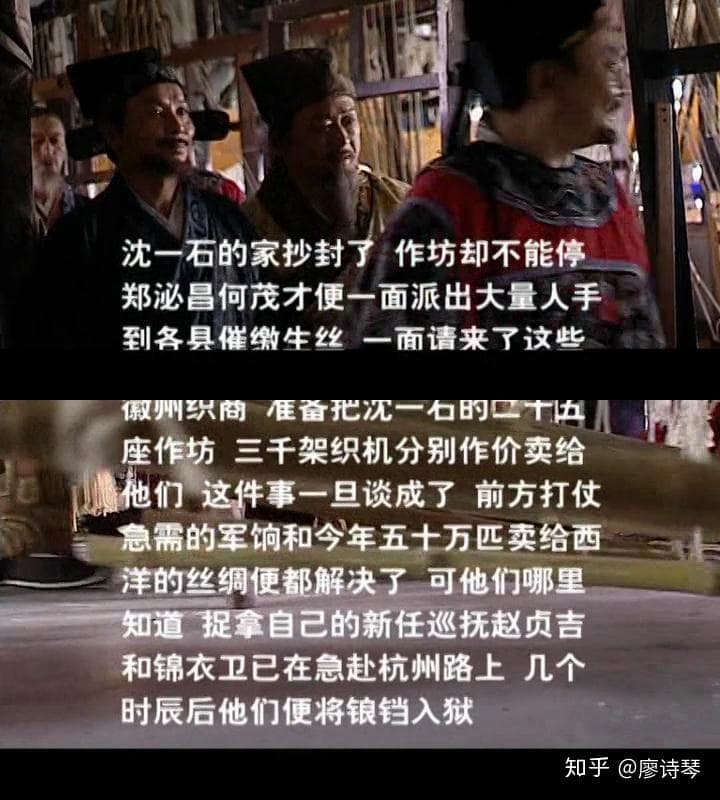 沈一石的家抄封了 作坊却不能停
郑泌昌何茂才便一面派出大量人手
到各县催缴生丝 一面请来了这些
徽州织商 准备把沈一石的二十五
座作坊 三千架织机分别作价卖给
他们 这件事一旦谈成了 前方打仗
急需的军饷和今年五十万匹卖给西
洋的丝绸便都解决了 可他们哪里
知道 捉拿自己的新任巡抚赵贞吉
和锦衣卫已在急赴杭州路上 几个
时辰后他们便将锒铛入狱
知乎 @廖诗琴